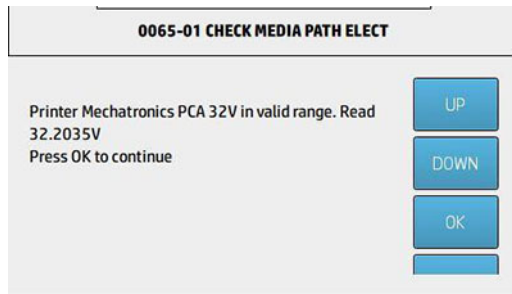 0065-01 CHECK MEDIA PATH ELECT
Printer Mechatronics PCA 32V in valid range. Read
32.2035V
Press OK to continue
UP
DOWN
OK